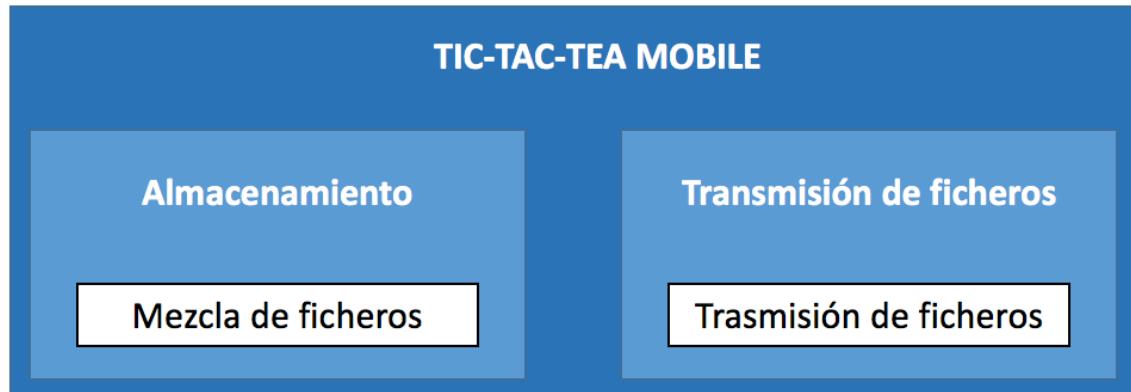 TIC-TAC-TEA MOBILE
Almacenamiento
Transmisión de ficheros
Mezcla de ficheros
Trasmisión de ficheros